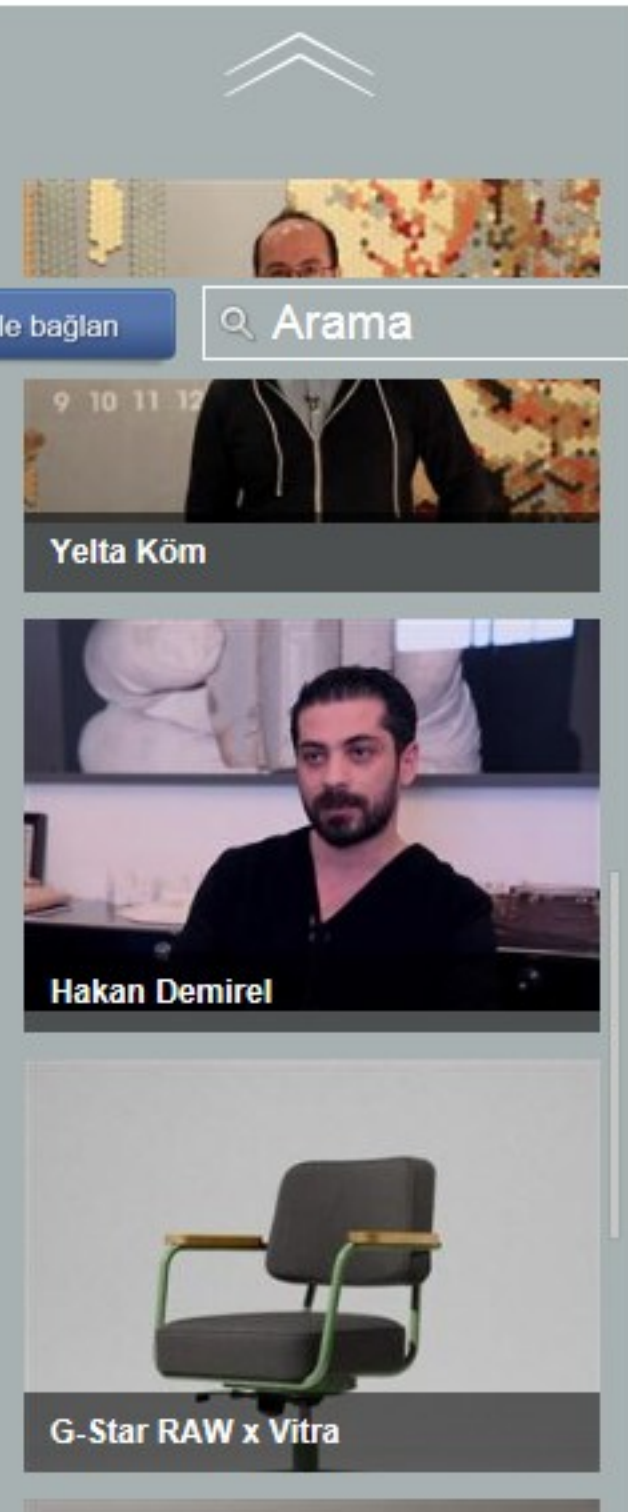 le bağlan
Arama
9 10 11 12
Yelta Köm
Hakan Demirel
G-Star RAW x Vitra